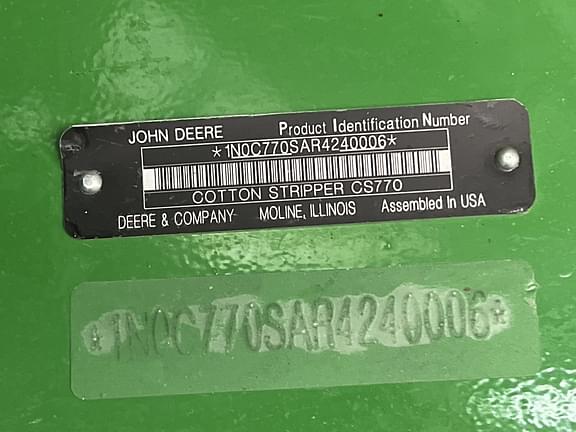 JOHN DEERE Product Identification Number
*1N0C770SAR4240006*
COTTON STRIPPER CS770
DEERE & COMPANY MOLINE, ILLINOIS Assembled In USA
*1N0C770SAR4240006*